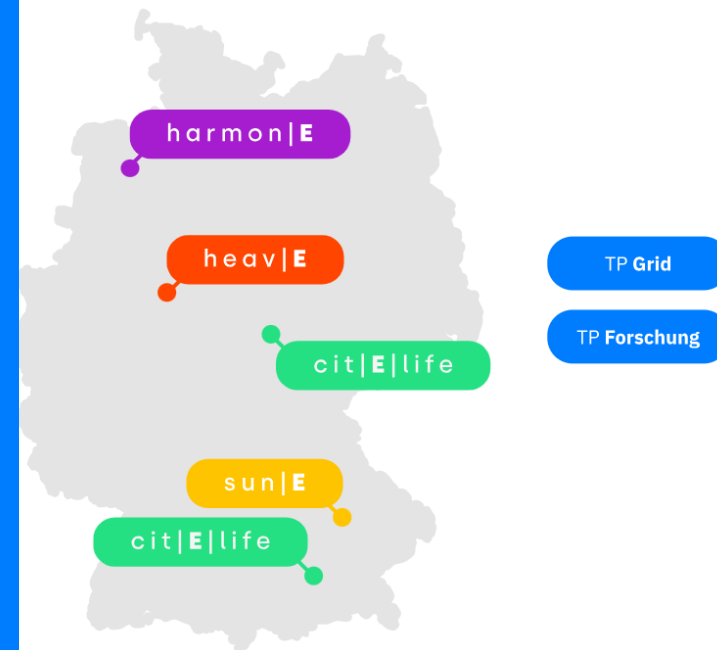 harmon|E
heav|E
TP Grid
TP Forschung
cit|E|life
sun|E
cit|E|life